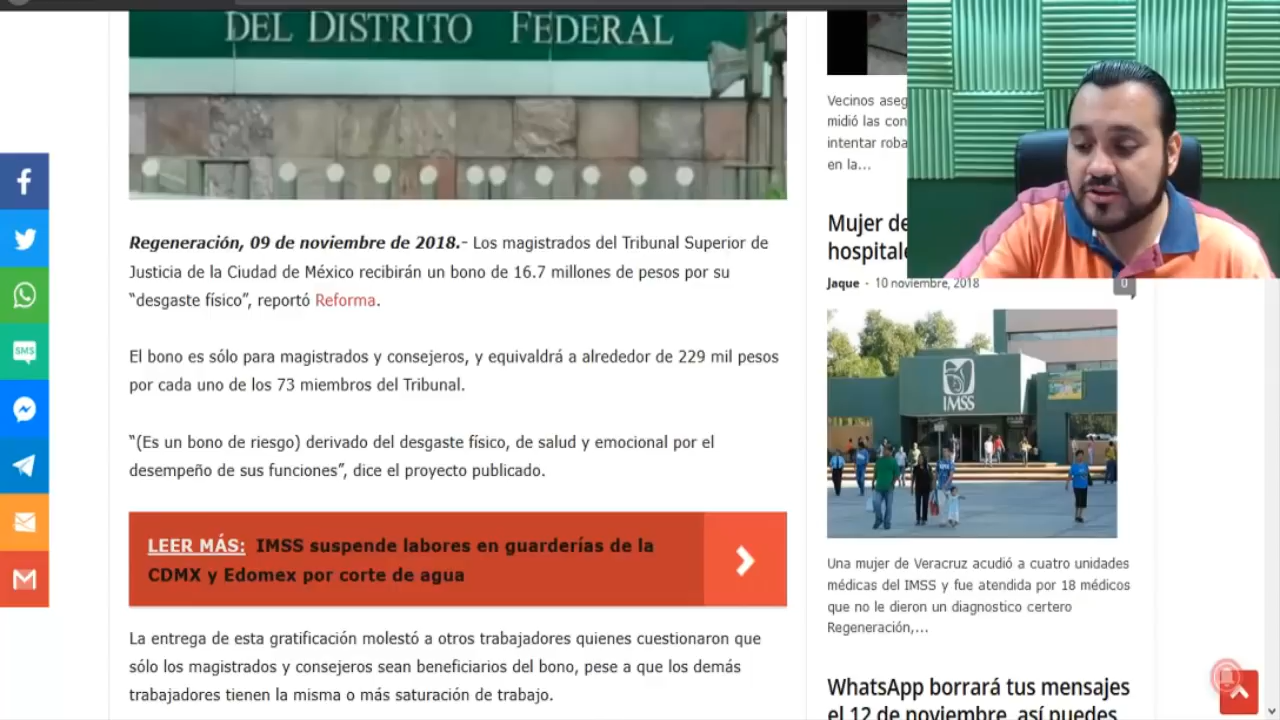 DEL DISTRITO FEDERAL
Regeneración, 09 de noviembre de 2018.- Los magistrados del Tribunal Superior de
Justicia de la Ciudad de México recibirán un bono de 16.7 millones de pesos por su
“desgaste físico”, reportó Reforma.
El bono es sólo para magistrados y consejeros, y equivaldrá a alrededor de 229 mil pesos
por cada uno de los 73 miembros del Tribunal.
“(Es un bono de riesgo) derivado del desgaste físico, de salud y emocional por el
desempeño de sus funciones”, dice el proyecto publicado.
LEER MÁS: IMSS suspende labores en guarderías de la
CDMX y Edomex por corte de agua
La entrega de esta gratificación molestó a otros trabajadores quienes cuestionaron que
sólo los magistrados y consejeros sean beneficiarios del bono, pese a que los demás
trabajadores tienen la misma o más saturación de trabajo.
SMS
Vecinos aseg
midió las con
intentar roba
en la...
Mujer de
hospitale
Jaque - 10 noviembre, 2018
0
IMSS
Una mujer de Veracruz acudió a cuatro unidades
médicas del IMSS y fue atendida por 18 médicos
que no le dieron un diagnostico certero
Regeneración,...
WhatsApp borrará tus mensajes
el 12 de noviembre, así puedes